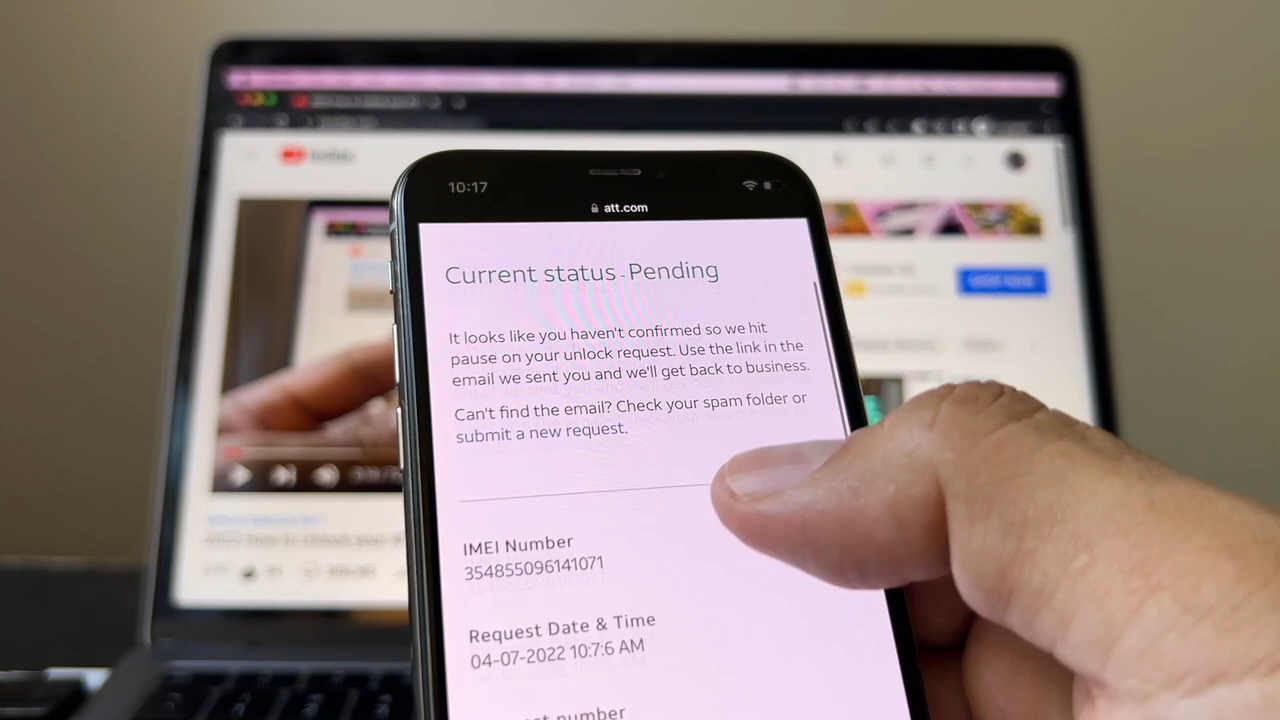 10:17
att.com
Current status - Pending
It looks like you haven't confirmed so we hit
pause on your unlock request. Use the link in the
email we sent you and we'll get back to business.
Can't find the email? Check your spam folder or
submit a new request.
IMEI Number
354855096141071
Request Date & Time
04-07-2022 10:7:6 AM
number